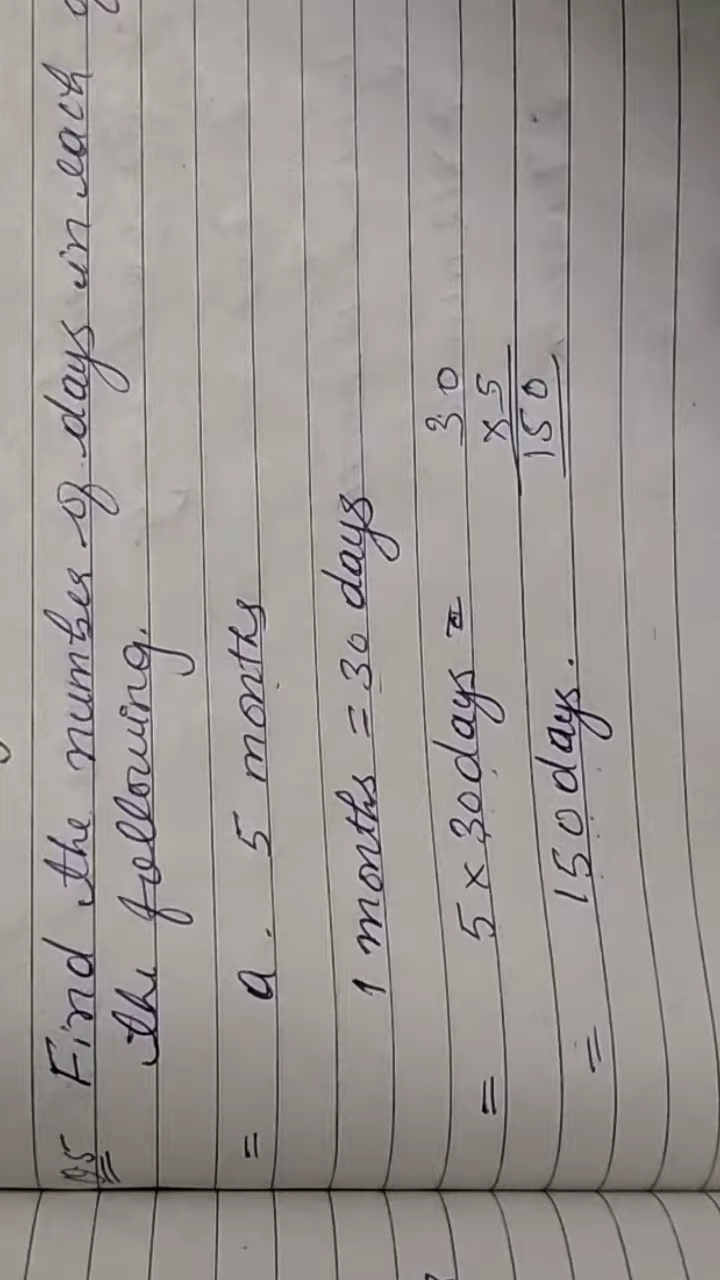 Q5 Find the number of days in each of
the following.
= a. 5 months
1 months = 30 days
= 5 x 30 days = 30
x 5
150
= 150 days.